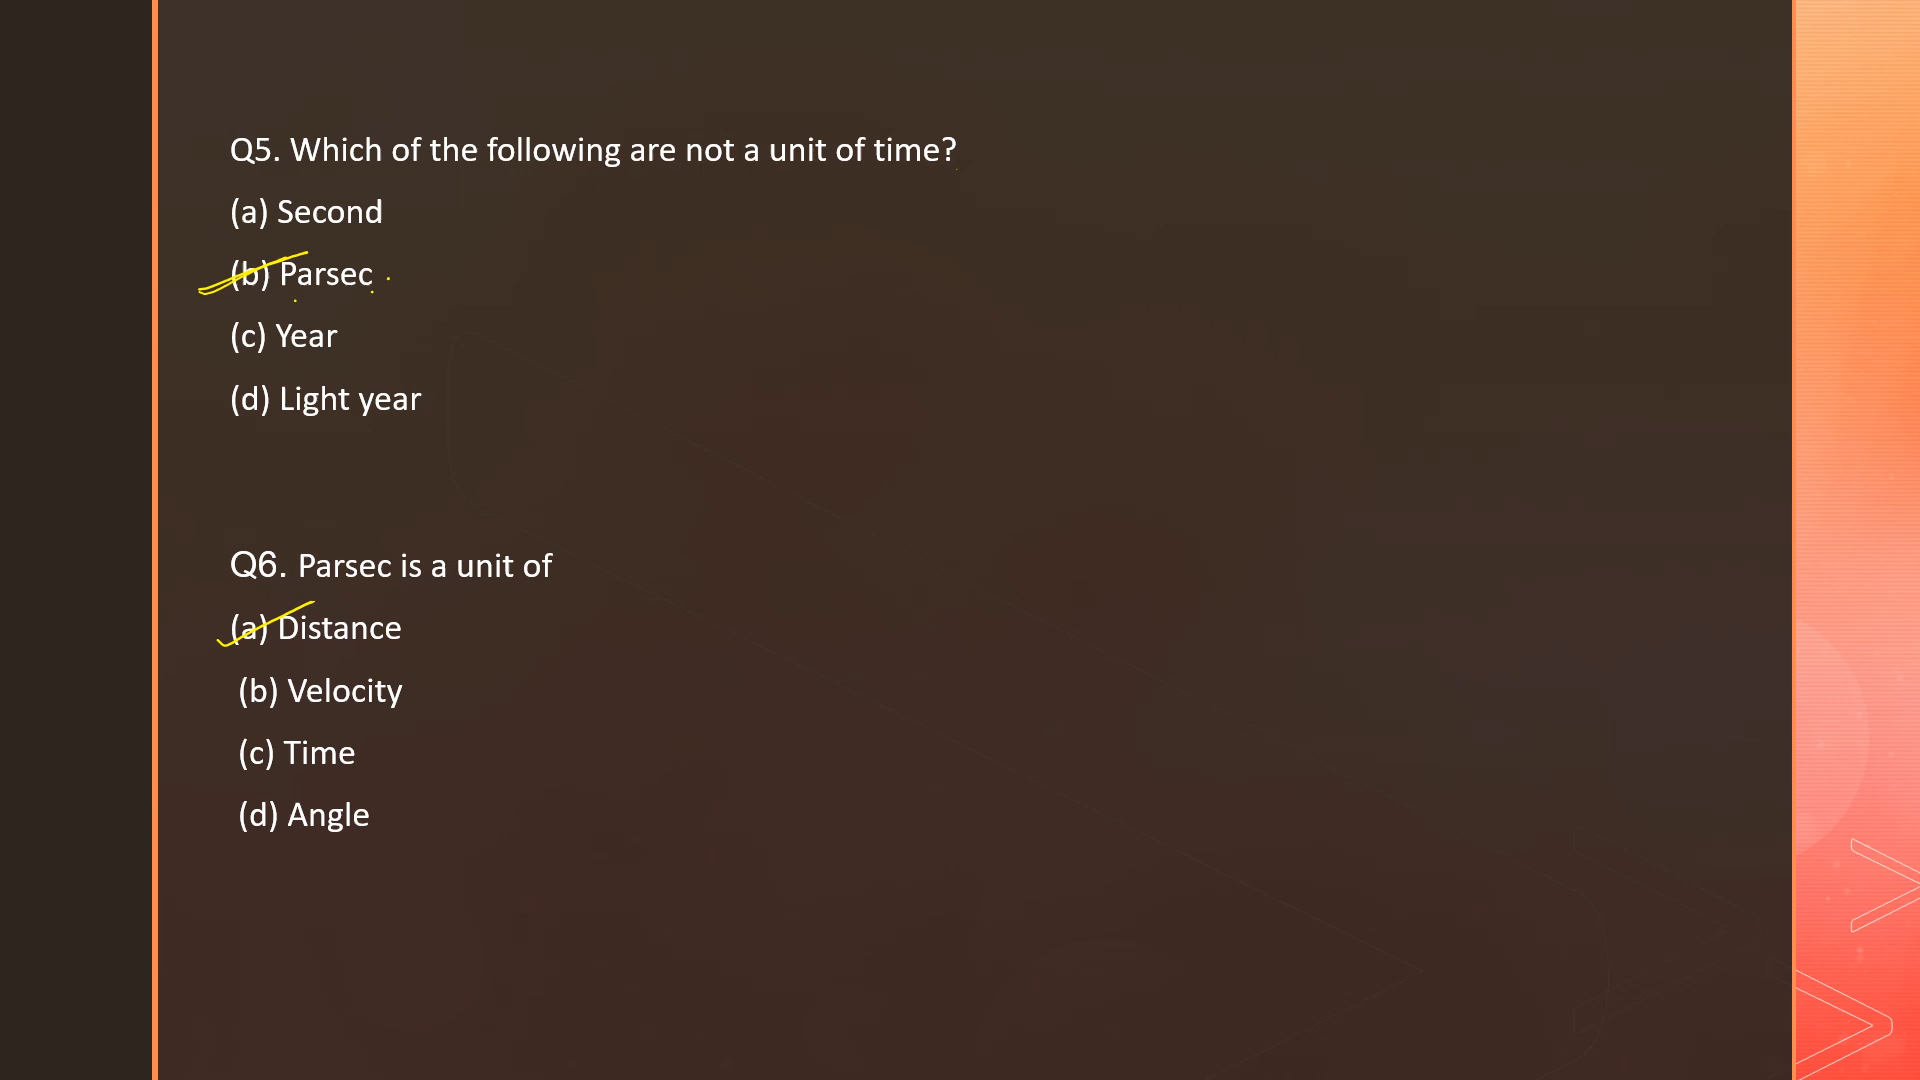 Q5. Which of the following are not a unit of time?
(a) Second
(b) Parsec
(c) Year
(d) Light year
Q6. Parsec is a unit of
(a) Distance
(b) Velocity
(c) Time
(d) Angle